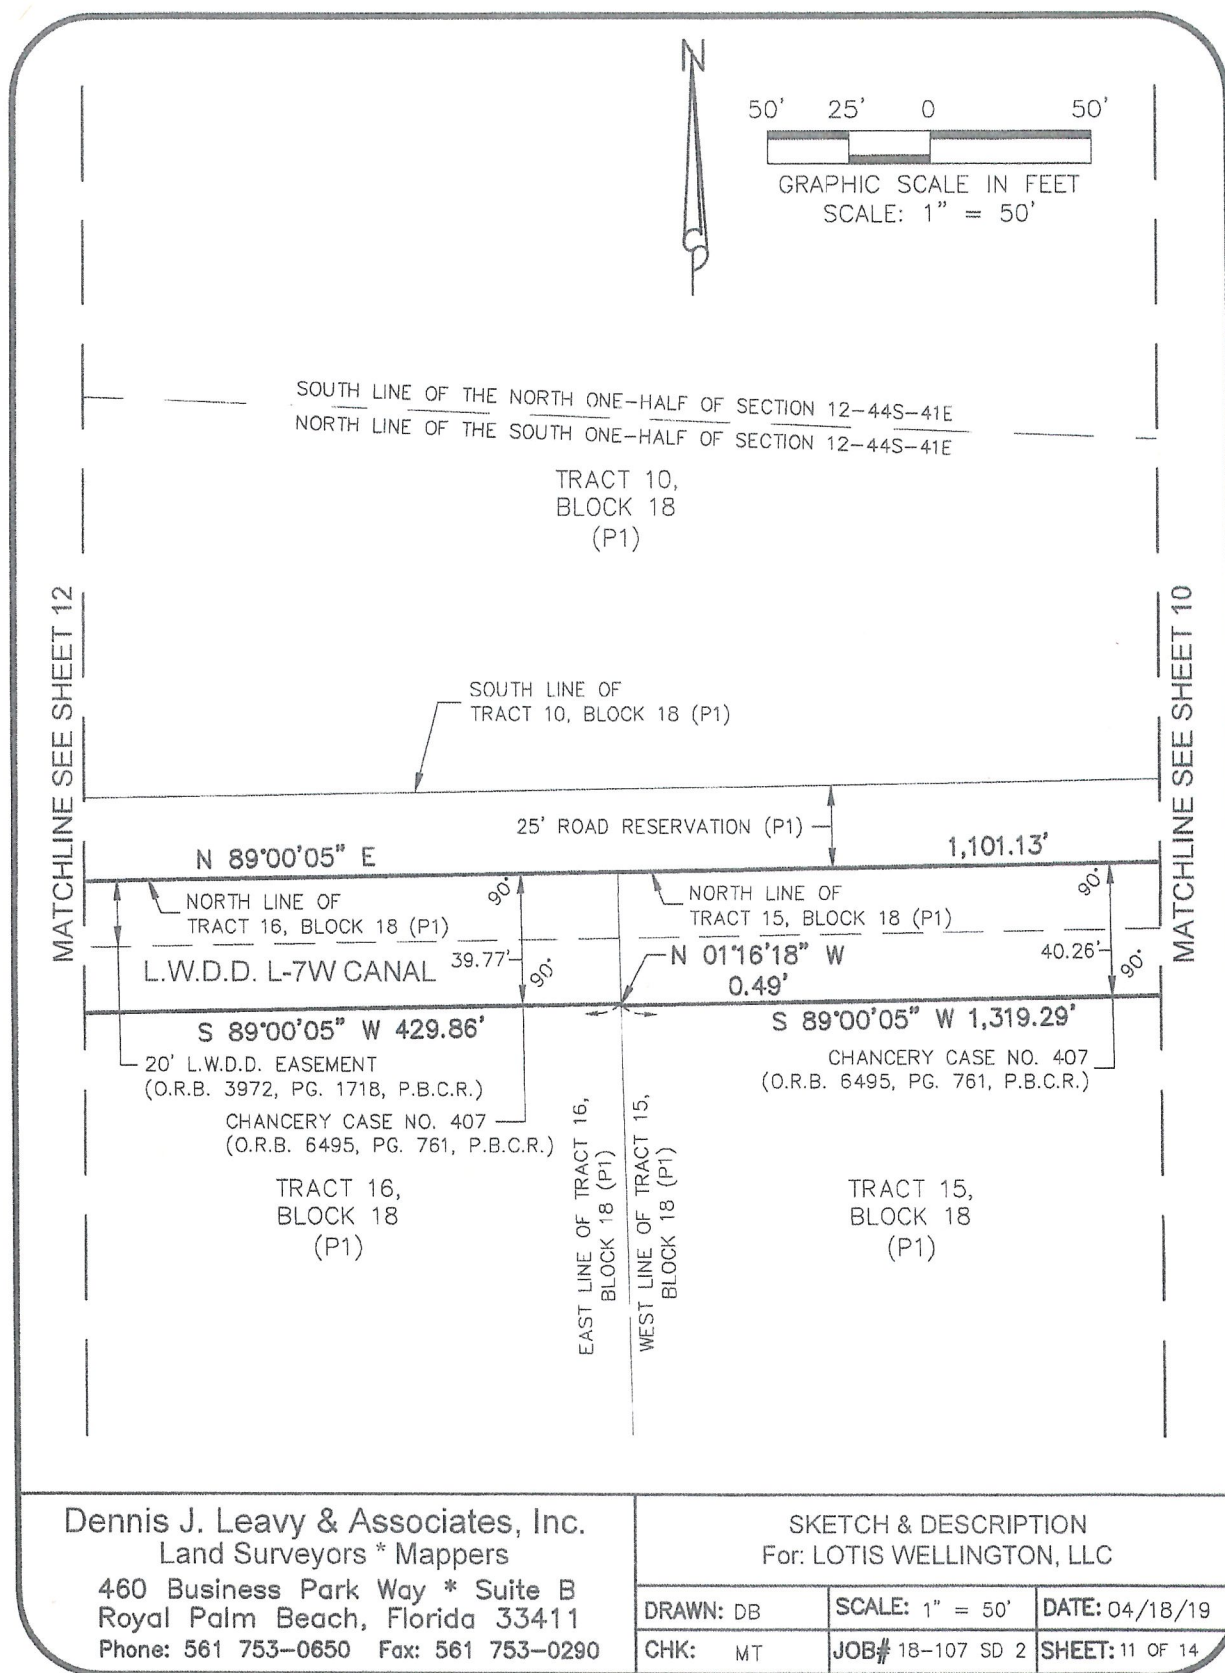 N
50' 25' 0 50'
GRAPHIC SCALE IN FEET
SCALE: 1" = 50'
SOUTH LINE OF THE NORTH ONE-HALF OF SECTION 12-44S-41E
NORTH LINE OF THE SOUTH ONE-HALF OF SECTION 12-44S-41E
TRACT 10,
BLOCK 18
(P1)
MATCHLINE SEE SHEET 12
MATCHLINE SEE SHEET 10
SOUTH LINE OF
TRACT 10, BLOCK 18 (P1)
25' ROAD RESERVATION (P1)
N 89°00'05" E
1,101.13'
NORTH LINE OF
TRACT 16, BLOCK 18 (P1)
90°
NORTH LINE OF
TRACT 15, BLOCK 18 (P1)
90°
L.W.D.D. L-7W CANAL
39.77'
90°
N 01°16'18" W
0.49'
40.26'
90°
S 89°00'05" W 429.86'
S 89°00'05" W 1,319.29'
20' L.W.D.D. EASEMENT
(O.R.B. 3972, PG. 1718, P.B.C.R.)
CHANCERY CASE NO. 407
(O.R.B. 6495, PG. 761, P.B.C.R.)
CHANCERY CASE NO. 407
(O.R.B. 6495, PG. 761, P.B.C.R.)
EAST LINE OF TRACT 16,
BLOCK 18 (P1)
WEST LINE OF TRACT 15,
BLOCK 18 (P1)
TRACT 16,
BLOCK 18
(P1)
TRACT 15,
BLOCK 18
(P1)
Dennis J. Leavy & Associates, Inc.
Land Surveyors * Mappers
460 Business Park Way * Suite B
Royal Palm Beach, Florida 33411
Phone: 561 753-0650 Fax: 561 753-0290
SKETCH & DESCRIPTION
For: LOTIS WELLINGTON, LLC
DRAWN: DB
SCALE: 1" = 50'
DATE: 04/18/19
CHK: MT
JOB# 18-107 SD 2
SHEET: 11 OF 14